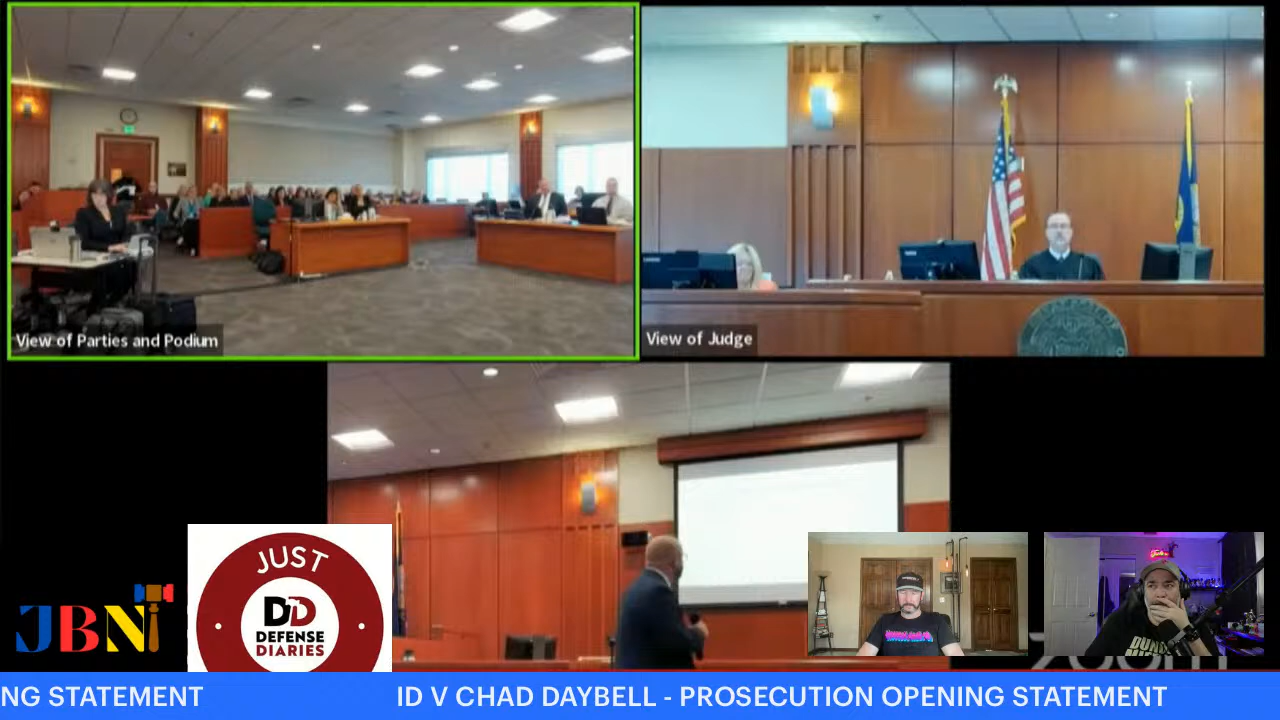 View of Parties and Podium
View of Judge
JBN
JUST
DD
DEFENSE
DIARIES
zoom
NG STATEMENT
ID V CHAD DAYBELL - PROSECUTION OPENING STATEMENT